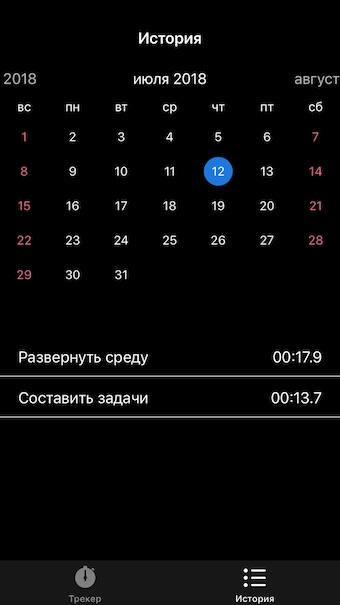 История
2018 июля 2018 август
вс пн вт ср чт пт сб
1 2 3 4 5 6 7
8 9 10 11 12 13 14
15 16 17 18 19 20 21
22 23 24 25 26 27 28
29 30 31
Развернуть среду 00:17.9
Составить задачи 00:13.7
Трекер История